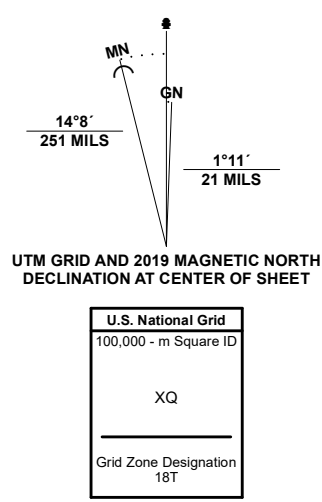 MN
GN
14°8´
251 MILS
1°11´
21 MILS
UTM GRID AND 2019 MAGNETIC NORTH
DECLINATION AT CENTER OF SHEET
U.S. National Grid
100,000 - m Square ID
XQ
Grid Zone Designation
18T